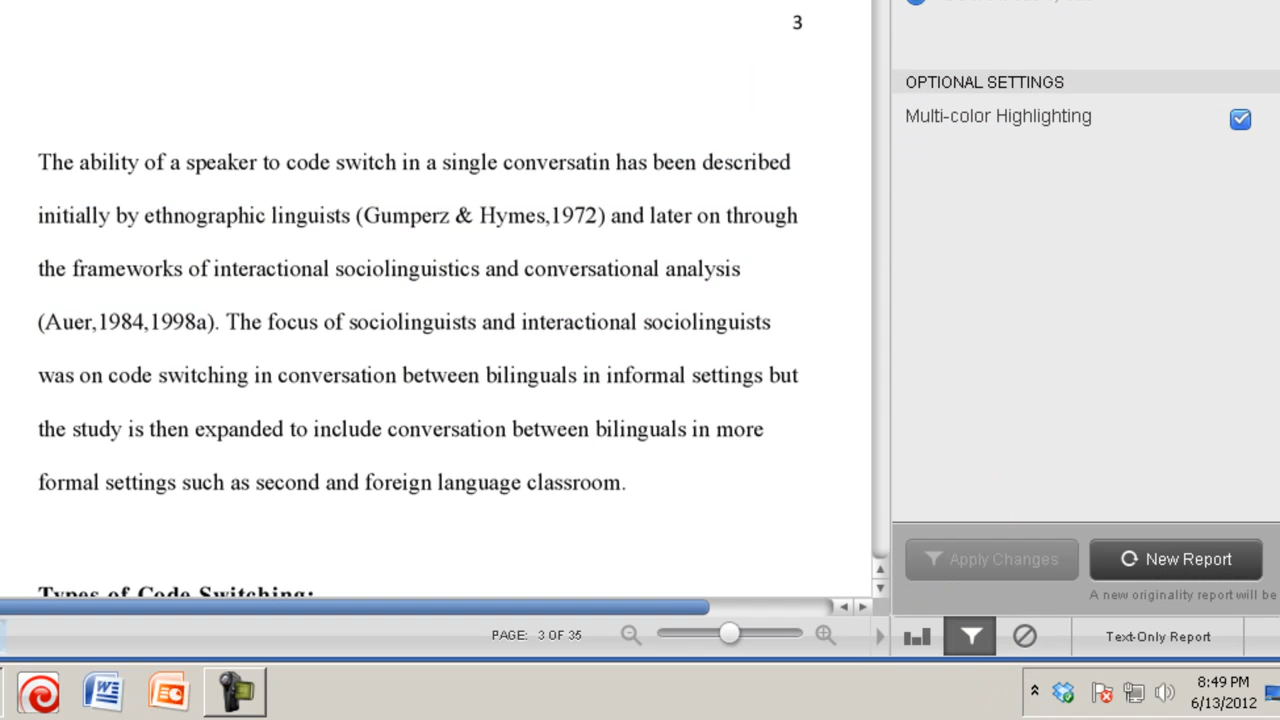 3
OPTIONAL SETTINGS
Multi-color Highlighting
The ability of a speaker to code switch in a single conversatin has been described
initially by ethnographic linguists (Gumperz & Hymes,1972) and later on through
the frameworks of interactional sociolinguistics and conversational analysis
(Auer,1984,1998a). The focus of sociolinguists and interactional sociolinguists
was on code switching in conversation between bilinguals in informal settings but
the study is then expanded to include conversation between bilinguals in more
formal settings such as second and foreign language classroom.
Types of Code Switching:
Apply Changes
New Report
A new originality report will be
PAGE: 3 OF 35
Text-Only Report
8:49 PM
6/13/2012